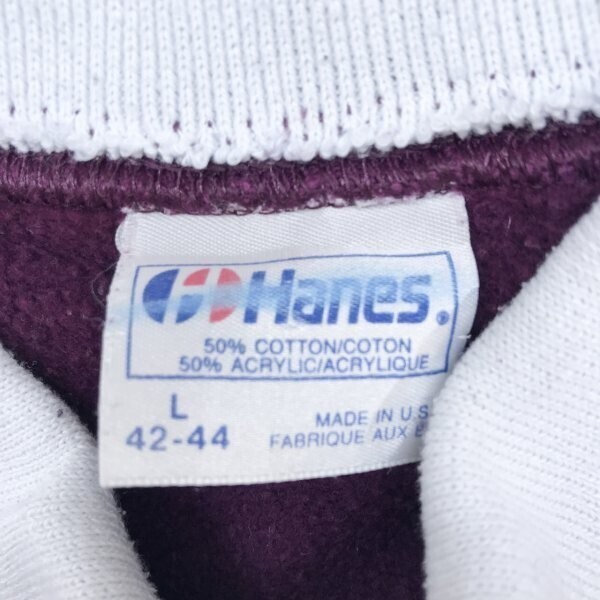 Hanes.
50% COTTON/COTON
50% ACRYLIC/ACRYLIQUE
L
42-44
MADE IN U.S
FABRIQUE AUX